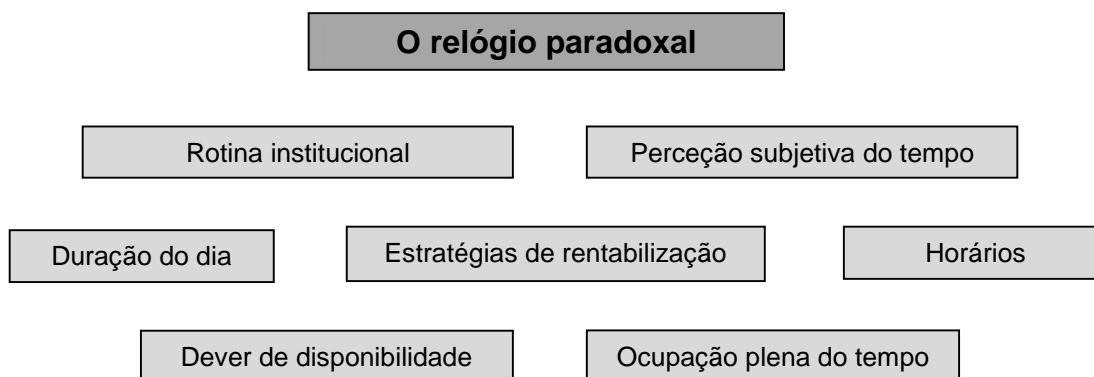 O relógio paradoxal
Rotina institucional
Perceção subjetiva do tempo
Duração do dia
Estratégias de rentabilização
Horários
Dever de disponibilidade
Ocupação plena do tempo